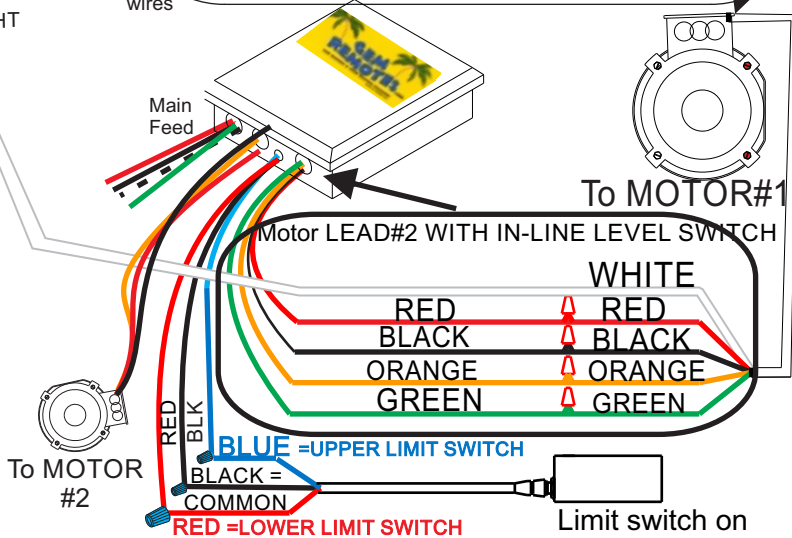 wires
HT
GEM
REMOTES
Main
Feed
To MOTOR#1
Motor LEAD#2 WITH IN-LINE LEVEL SWITCH
WHITE
RED RED
BLACK BLACK
ORANGE ORANGE
GREEN GREEN
RED
BLK
To MOTOR
#2
BLUE =UPPER LIMIT SWITCH
BLACK =
COMMON
RED =LOWER LIMIT SWITCH
Limit switch on